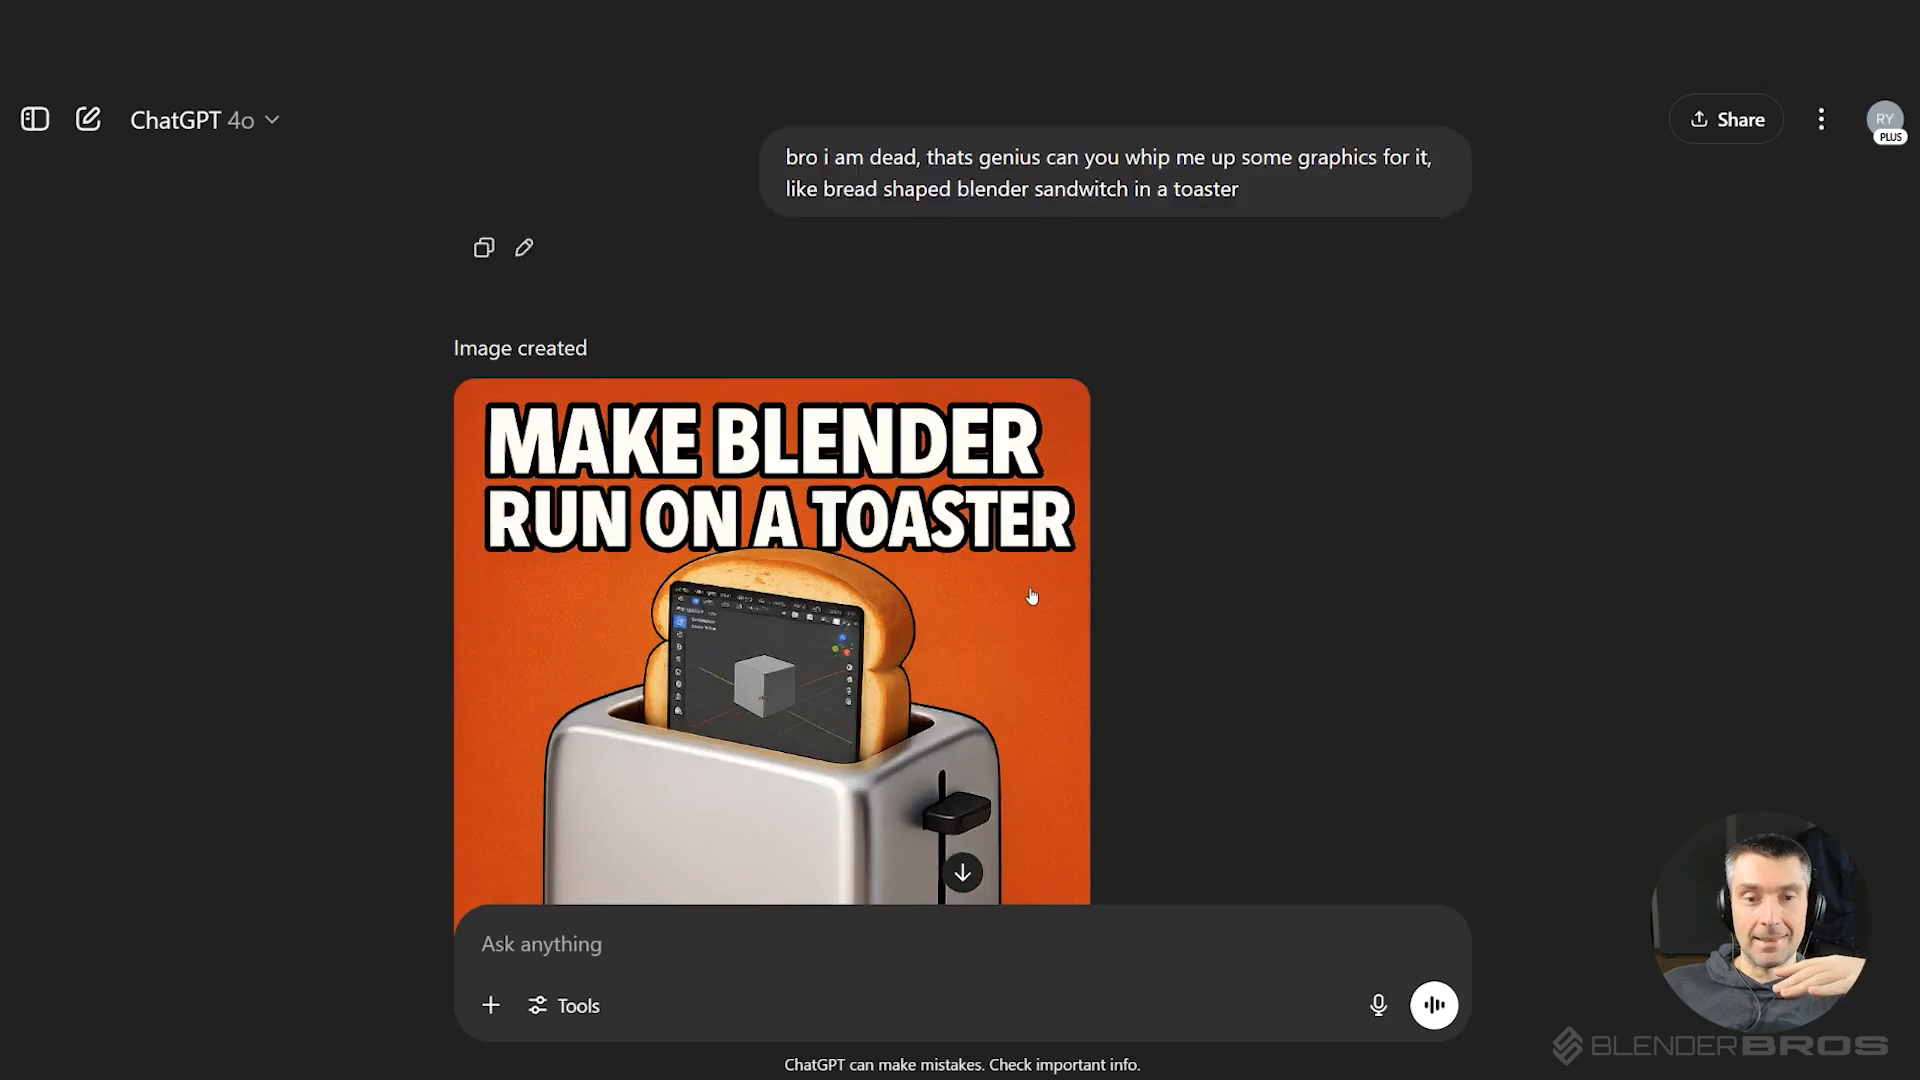 ChatGPT 4o
Share
RY
PLUS
bro i am dead, thats genius can you whip me up some graphics for it,
like bread shaped blender sandwitch in a toaster
Image created
MAKE BLENDER
RUN ON A TOASTER
Ask anything
Tools
BLENDERBROS
ChatGPT can make mistakes. Check important info.